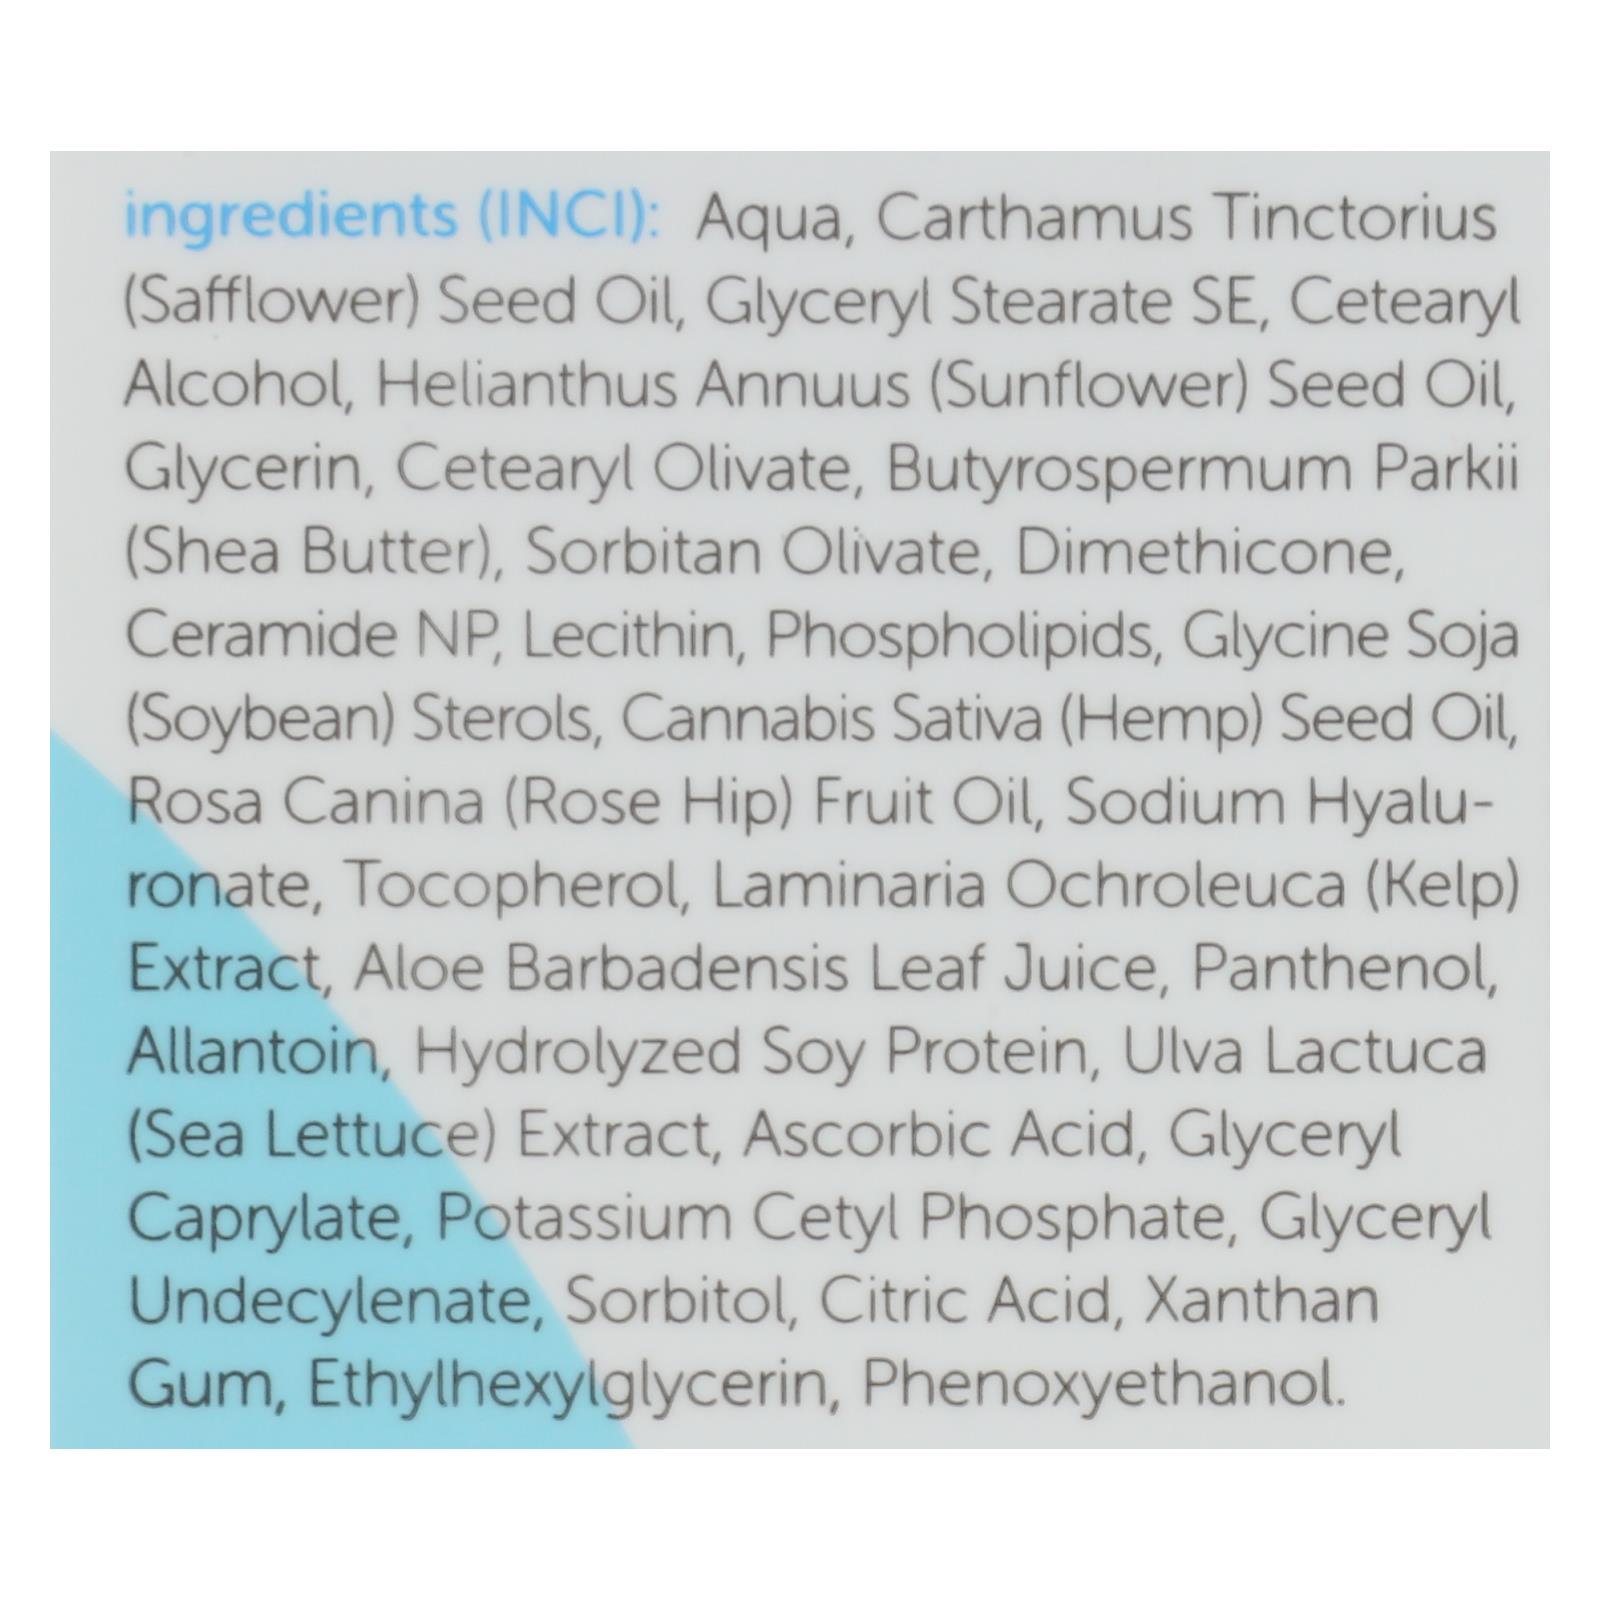 ingredients (INCI): Aqua, Carthamus Tinctorius
(Safflower) Seed Oil, Glyceryl Stearate SE, Cetearyl
Alcohol, Helianthus Annuus (Sunflower) Seed Oil,
Glycerin, Cetearyl Olivate, Butyrospermum Parkii
(Shea Butter), Sorbitan Olivate, Dimethicone,
Ceramide NP, Lecithin, Phospholipids, Glycine Soja
(Soybean) Sterols, Cannabis Sativa (Hemp) Seed Oil,
Rosa Canina (Rose Hip) Fruit Oil, Sodium Hyalu-
ronate, Tocopherol, Laminaria Ochroleuca (Kelp)
Extract, Aloe Barbadensis Leaf Juice, Panthenol,
Allantoin, Hydrolyzed Soy Protein, Ulva Lactuca
(Sea Lettuce) Extract, Ascorbic Acid, Glyceryl
Caprylate, Potassium Cetyl Phosphate, Glyceryl
Undecylenate, Sorbitol, Citric Acid, Xanthan
Gum, Ethylhexylglycerin, Phenoxyethanol.